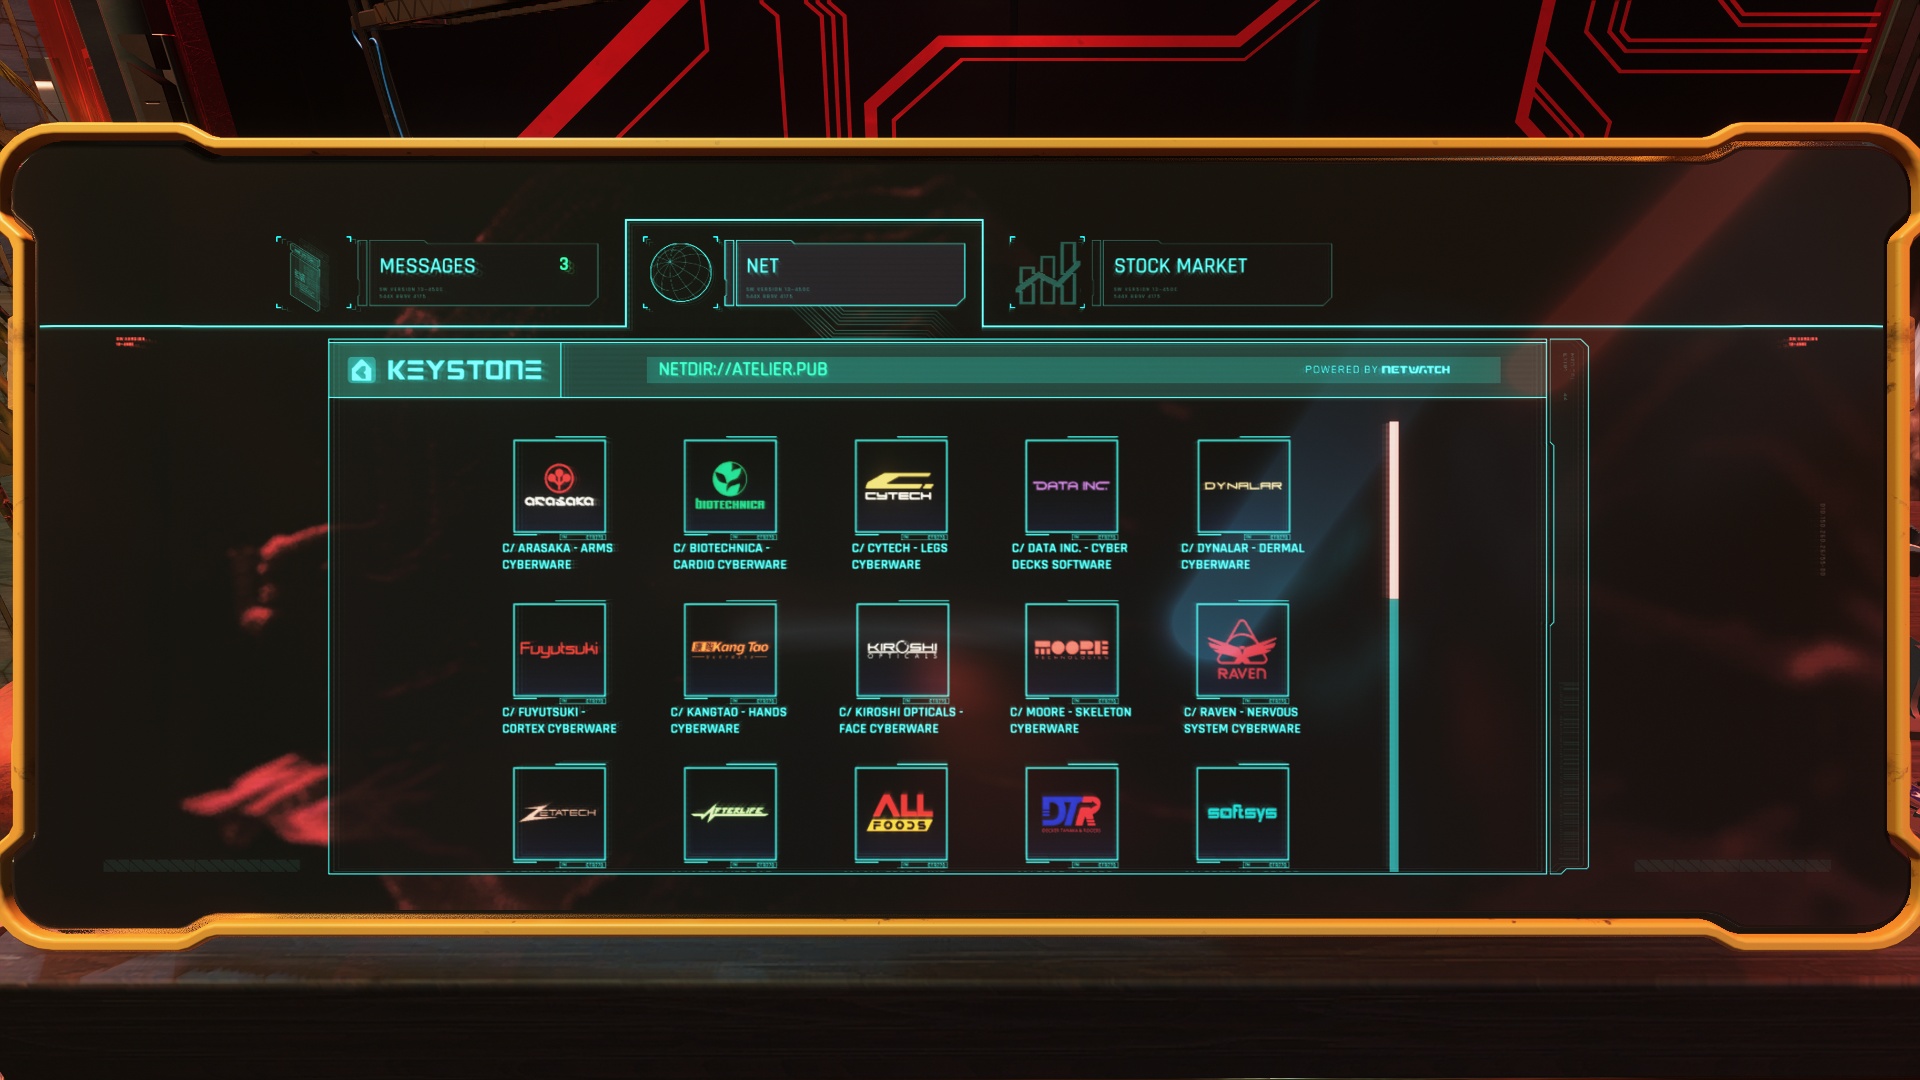 MESSAGES 3
NET
STOCK MARKET
KEYSTONE
NETDIR://ATELIER.PUB
POWERED BY NETWATCH
arasaka
BIOTECHNICA
CYTECH
DATA INC.
DYNALAR
C/ ARASAKA - ARMS
CYBERWARE
C/ BIOTECHNICA -
CARDIO CYBERWARE
C/ CYTECH - LEGS
CYBERWARE
C/ DATA INC. - CYBER
DECKS SOFTWARE
C/ DYNALAR - DERMAL
CYBERWARE
Fuyutsuki
Kang Tao
KIROSHI
OPTICALS
MOORE
TECHNOLOGIES
RAVEN
C/ FUYUTSUKI -
CORTEX CYBERWARE
C/ KANGTAO - HANDS
CYBERWARE
C/ KIROSHI OPTICALS -
FACE CYBERWARE
C/ MOORE - SKELETON
CYBERWARE
C/ RAVEN - NERVOUS
SYSTEM CYBERWARE
ZETATECH
AFTERLIFE
ALL
FOODS
DTR
softsys